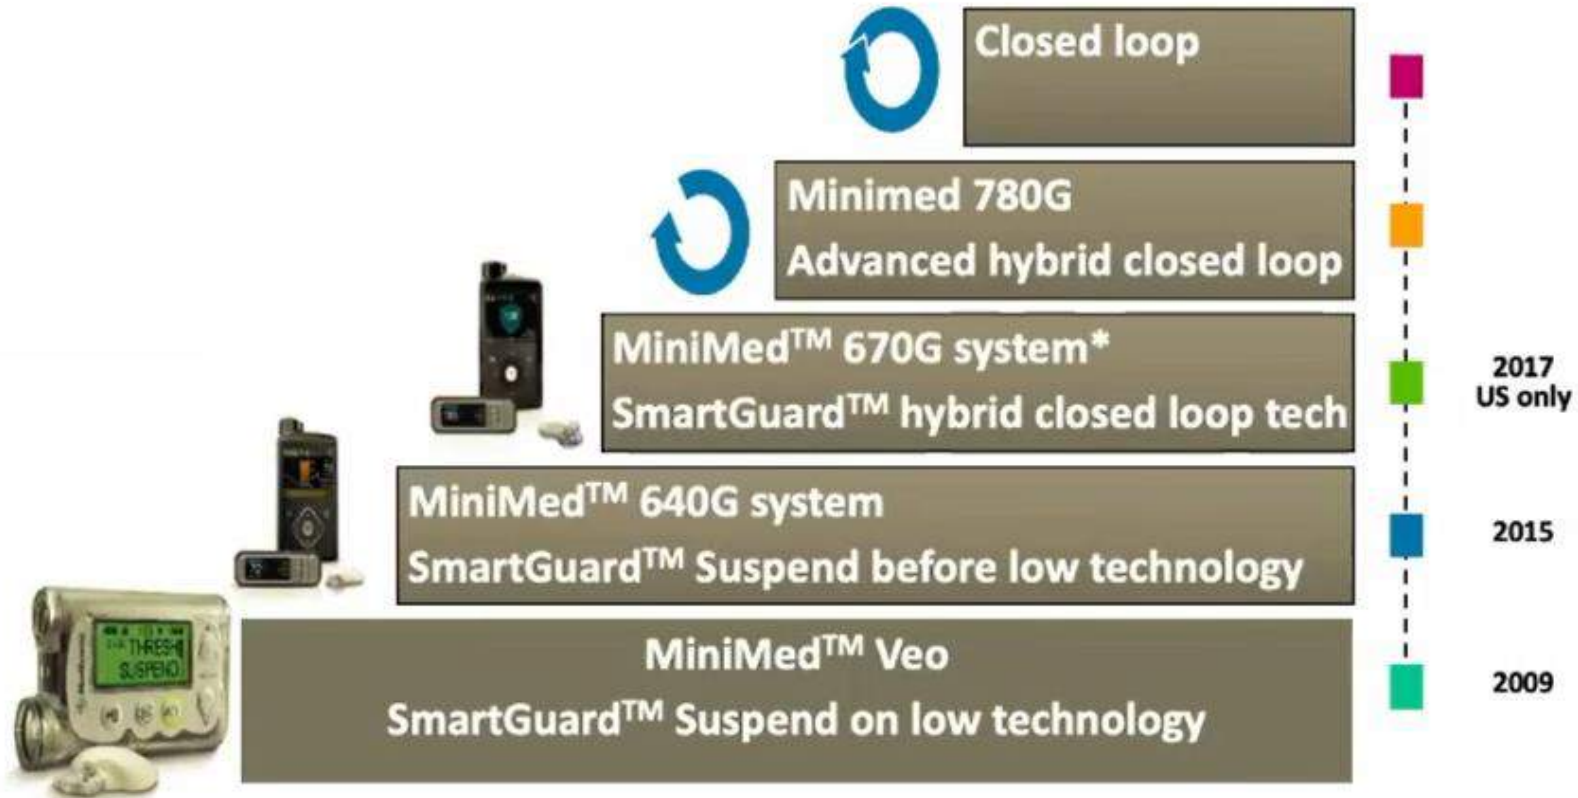 Closed loop
Minimed 780G
Advanced hybrid closed loop
MiniMed™ 670G system*
SmartGuard™ hybrid closed loop tech
2017
US only
MiniMed™ 640G system
SmartGuard™ Suspend before low technology
2015
MiniMed™ Veo
SmartGuard™ Suspend on low technology
2009
THRESH
SUSPEND